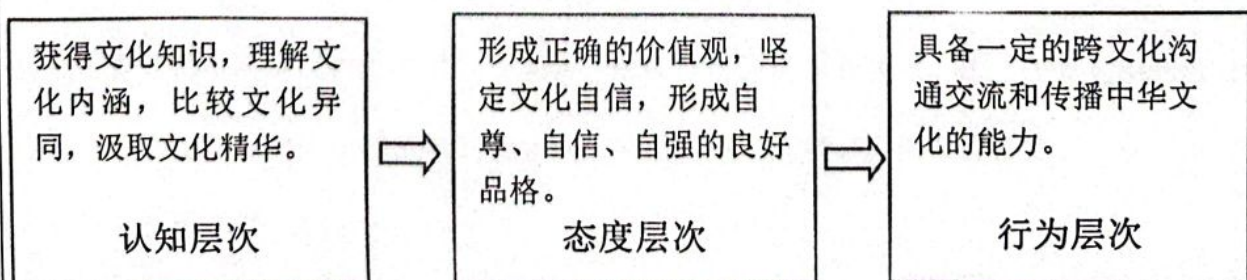 获得文化知识，理解文
化内涵，比较文化异
同，汲取文化精华。
认知层次
形成正确的价值观，坚
定文化自信，形成自
尊、自信、自强的良好
品格。
态度层次
具备一定的跨文化沟
通交流和传播中华文
化的能力。
行为层次